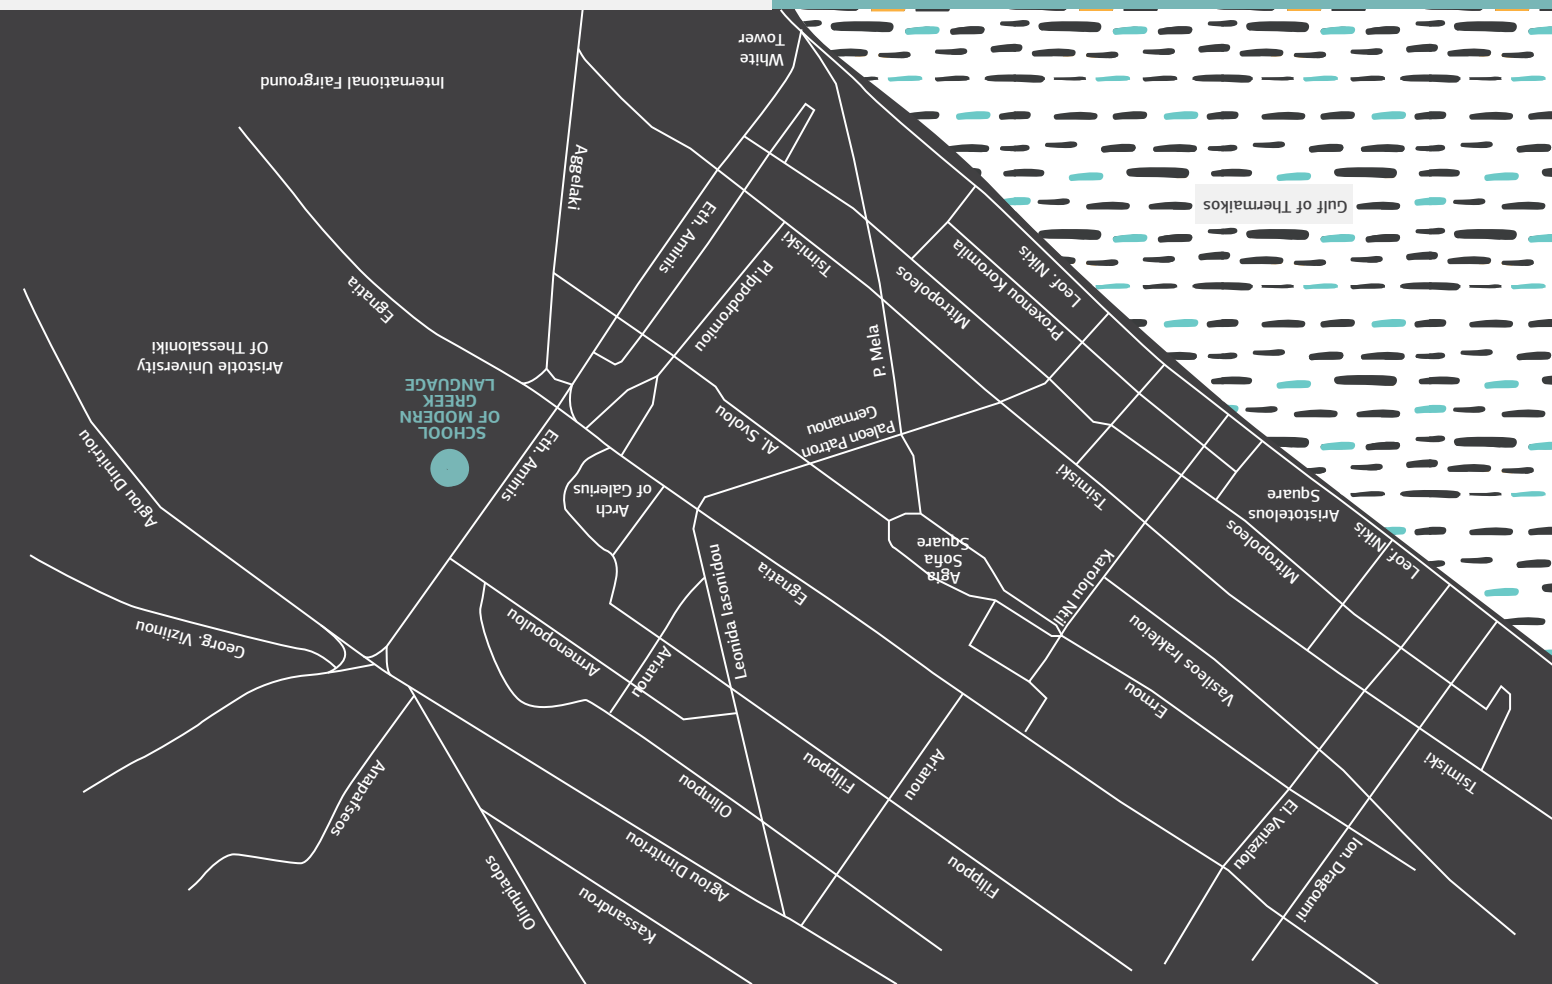 Kassandrou
Olimpiados
Ion. Dragoumi
Filippou
Agiou Dimitriou
El. Venizelou
Anapafseos
Olimpou
Filippou
Arianou
Tsimiski
Ermou
Arianou
Vasileos Irakleiou
Armenopoulou
Georg. Viziinou
Leonida Iasonidou
Karolou Ntil
Egnatia
Agia
Sofia
Square
Mitropoleos
Leof. Nikis
Aristotelous
Square
Arch
of Galerius
Tsimiski
Agiou Dimitriou
Eth. Aminis
SCHOOL
OF MODERN
GREEK
LANGUAGE
Paleon Patron
Germanou
Al. Svolou
P. Mela
Aristotle University
Of Thessaloniki
Pl.Ippodromiou
Egnatia
Proxenou Koromila
Mitropoleos
Leof. Nikis
Tsimiski
Eth. Aminis
Gulf of Thermaikos
Aggelaki
International Fairground
White
Tower